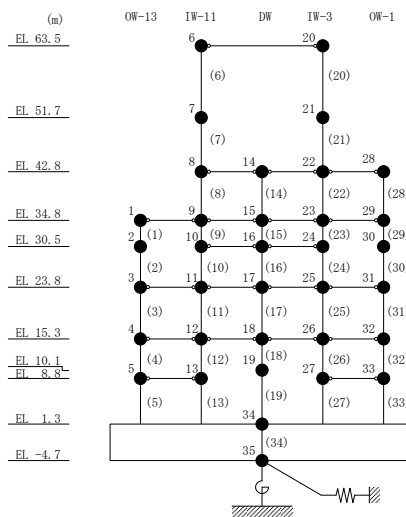 (m) OW-13 IW-11 DW IW-3 OW-1
EL 63.5 6 20
(6) (20)
EL 51.7 7 21
(7) (21)
EL 42.8 8 14 22 28
(8) (14) (22) (28)
EL 34.8 1 9 15 23 29
(1) (9) (15) (23) (29)
EL 30.5 2 10 16 24 30
(2) (10) (16) (24) (30)
EL 23.8 3 11 17 25 31
(3) (11) (17) (25) (31)
EL 15.3 4 12 18 26 32
(4) (12) (18) (26) (32)
EL 10.1 19
EL 8.8 5 13 27 33
(5) (13) (19) (27) (33)
EL 1.3 34
(34)
EL -4.7 35